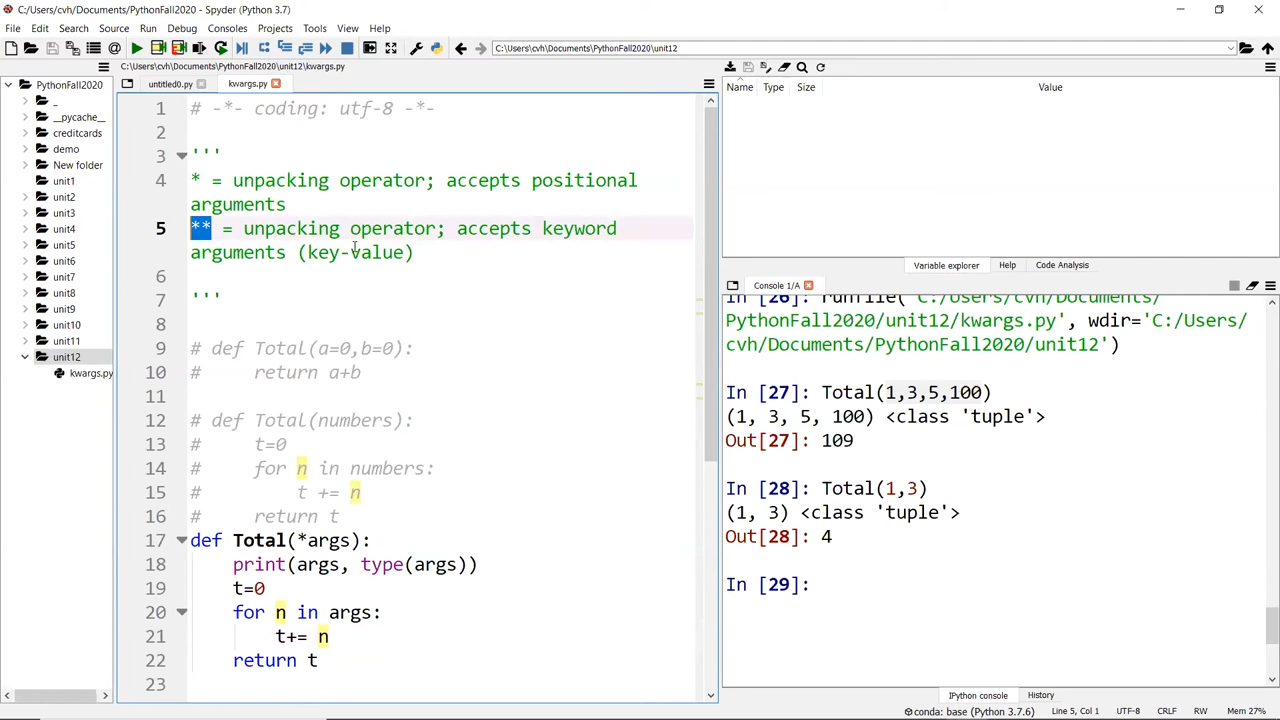 C:/Users/cvh/Documents/PythonFall2020 - Spyder (Python 3.7)
File Edit Search Source Run Debug Consoles Projects Tools View Help
C:\Users\cvh\Documents\PythonFall2020\unit12
C:\Users\cvh\Documents\PythonFall2020\unit12\kwargs.py
PythonFall2020
_
__pycache__
creditcards
demo
New folder
unit1
unit2
unit3
unit4
unit5
unit6
unit7
unit8
unit9
unit10
unit11
unit12
kwargs.py
untitled0.py kwargs.py
1 # -*- coding: utf-8 -*-
2
3 '''
4 * = unpacking operator; accepts positional
arguments
5 ** = unpacking operator; accepts keyword
arguments (key-value)
6
7 '''
8
9 # def Total(a=0,b=0):
10 #     return a+b
11
12 # def Total(numbers):
13 #     t=0
14 #     for n in numbers:
15 #         t += n
16 #     return t
17 def Total(*args):
18     print(args, type(args))
19     t=0
20     for n in args:
21         t+= n
22     return t
23
Name Type Size Value
Variable explorer Help Code Analysis
Console 1/A
In [26]: runfile('C:/Users/cvh/Documents/
PythonFall2020/unit12/kwargs.py', wdir='C:/Users/
cvh/Documents/PythonFall2020/unit12')
In [27]: Total(1,3,5,100)
(1, 3, 5, 100) <class 'tuple'>
Out[27]: 109
In [28]: Total(1,3)
(1, 3) <class 'tuple'>
Out[28]: 4
In [29]:
IPython console History
conda: base (Python 3.7.6) Line 5, Col 1 UTF-8 CRLF RW Mem 27%